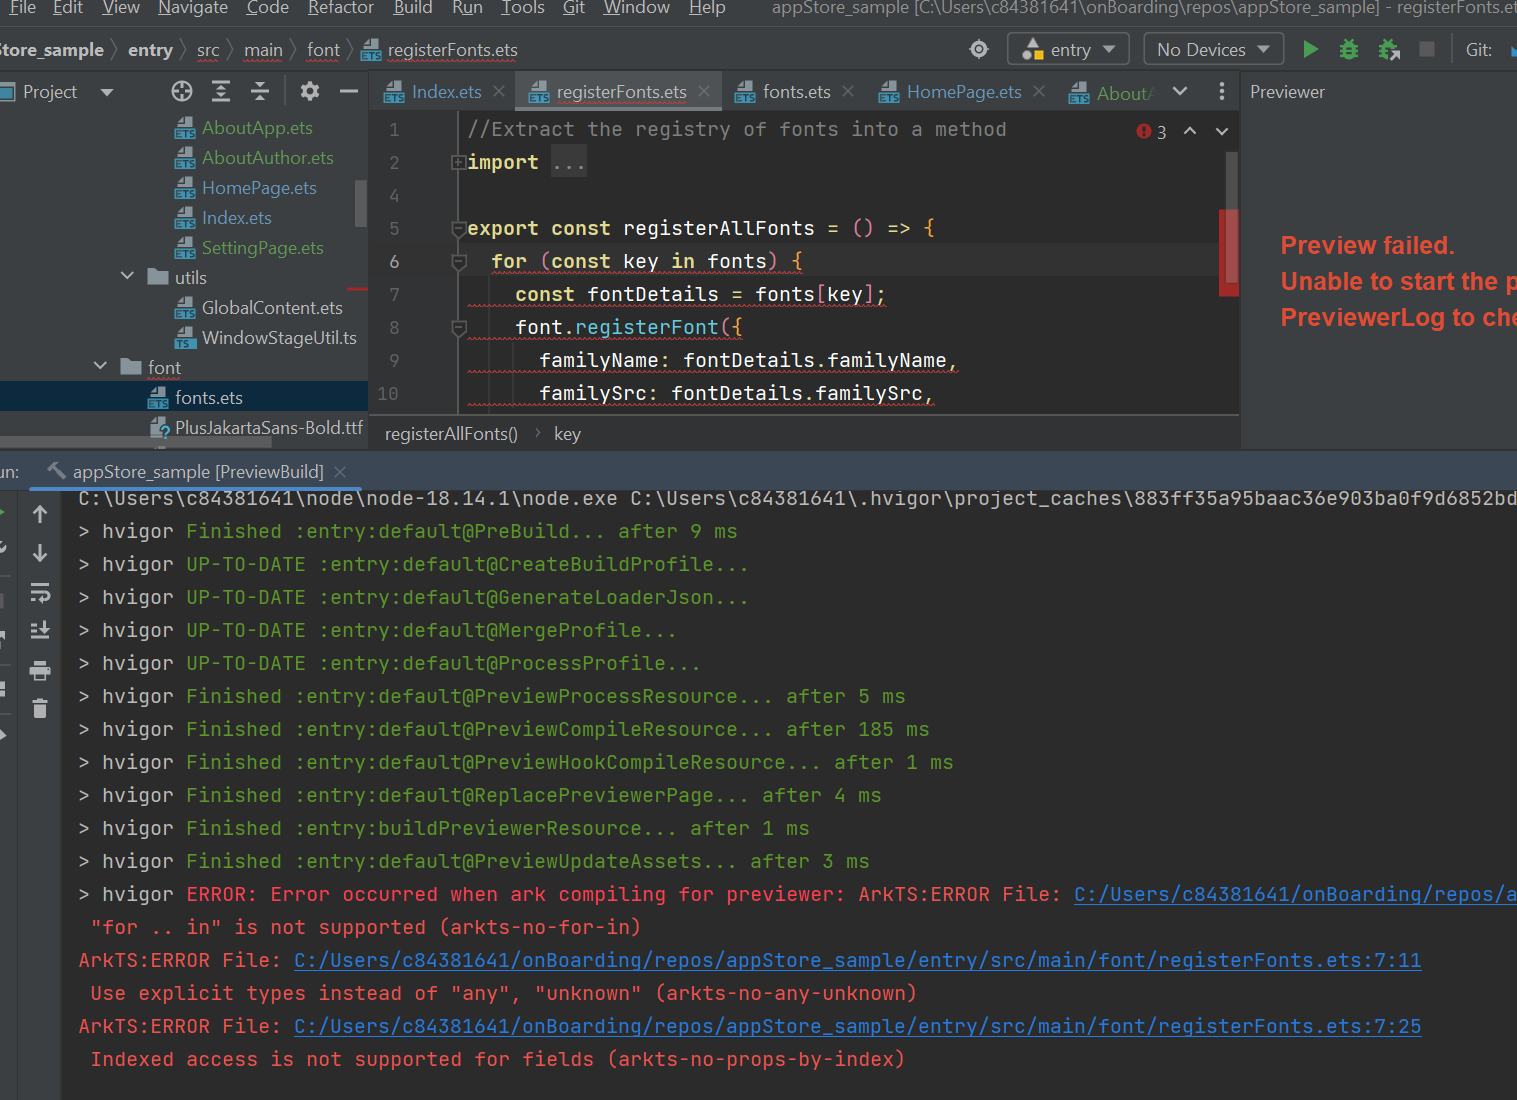 File Edit View Navigate Code Refactor Build Run Tools Git Window Help appStore_sample [C:\Users\c84381641\onBoarding\repos\appStore_sample] - registerFonts.et
Store_sample entry src main font registerFonts.ets entry No Devices Git:
Project Index.ets registerFonts.ets fonts.ets HomePage.ets AboutA Previewer
AboutApp.ets
AboutAuthor.ets
HomePage.ets
Index.ets
SettingPage.ets
utils
GlobalContent.ets
WindowStageUtil.ts
font
fonts.ets
PlusJakartaSans-Bold.ttf
1 //Extract the registry of fonts into a method 3
2 import ...
4
5 export const registerAllFonts = () => {
6 for (const key in fonts) {
7 const fontDetails = fonts[key];
8 font.registerFont({
9 familyName: fontDetails.familyName,
10 familySrc: fontDetails.familySrc,
registerAllFonts() key
Preview failed.
Unable to start the p
PreviewerLog to che
un: appStore_sample [PreviewBuild]
C:\Users\c84381641\node\node-18.14.1\node.exe C:\Users\c84381641\.hvigor\project_caches\883ff35a95baac36e903ba0f9d6852bd
> hvigor Finished :entry:default@PreBuild... after 9 ms
> hvigor UP-TO-DATE :entry:default@CreateBuildProfile...
> hvigor UP-TO-DATE :entry:default@GenerateLoaderJson...
> hvigor UP-TO-DATE :entry:default@MergeProfile...
> hvigor UP-TO-DATE :entry:default@ProcessProfile...
> hvigor Finished :entry:default@PreviewProcessResource... after 5 ms
> hvigor Finished :entry:default@PreviewCompileResource... after 185 ms
> hvigor Finished :entry:default@PreviewHookCompileResource... after 1 ms
> hvigor Finished :entry:default@ReplacePreviewerPage... after 4 ms
> hvigor Finished :entry:buildPreviewerResource... after 1 ms
> hvigor Finished :entry:default@PreviewUpdateAssets... after 3 ms
> hvigor ERROR: Error occurred when ark compiling for previewer: ArkTS:ERROR File: C:/Users/c84381641/onBoarding/repos/a
"for .. in" is not supported (arkts-no-for-in)
ArkTS:ERROR File: C:/Users/c84381641/onBoarding/repos/appStore_sample/entry/src/main/font/registerFonts.ets:7:11
Use explicit types instead of "any", "unknown" (arkts-no-any-unknown)
ArkTS:ERROR File: C:/Users/c84381641/onBoarding/repos/appStore_sample/entry/src/main/font/registerFonts.ets:7:25
Indexed access is not supported for fields (arkts-no-props-by-index)